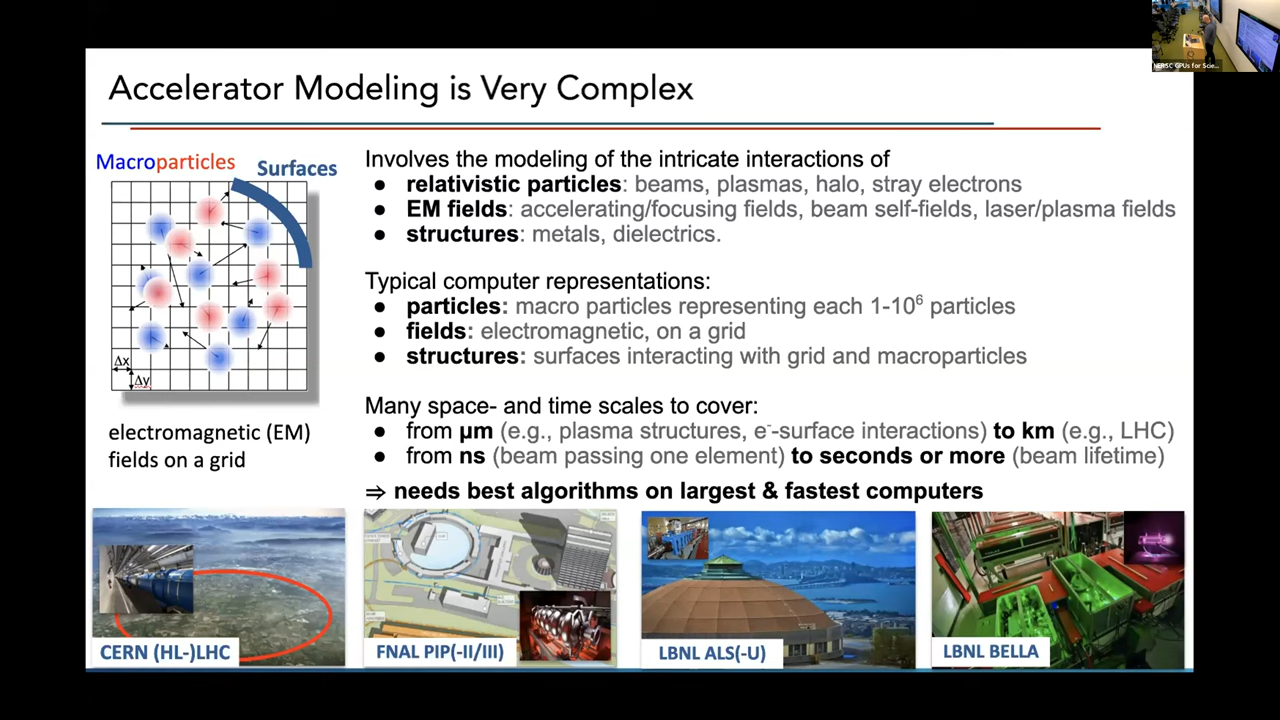 NERSC GPUs for Scie...
Accelerator Modeling is Very Complex
Macroparticles
Surfaces
Δx
Δy
electromagnetic (EM)
fields on a grid
Involves the modeling of the intricate interactions of
● relativistic particles: beams, plasmas, halo, stray electrons
● EM fields: accelerating/focusing fields, beam self-fields, laser/plasma fields
● structures: metals, dielectrics.
Typical computer representations:
● particles: macro particles representing each 1-10⁶ particles
● fields: electromagnetic, on a grid
● structures: surfaces interacting with grid and macroparticles
Many space- and time scales to cover:
● from µm (e.g., plasma structures, e⁻-surface interactions) to km (e.g., LHC)
● from ns (beam passing one element) to seconds or more (beam lifetime)
⇒ needs best algorithms on largest & fastest computers
CERN (HL-)LHC
FNAL PIP(-II/III)
LBNL ALS(-U)
LBNL BELLA